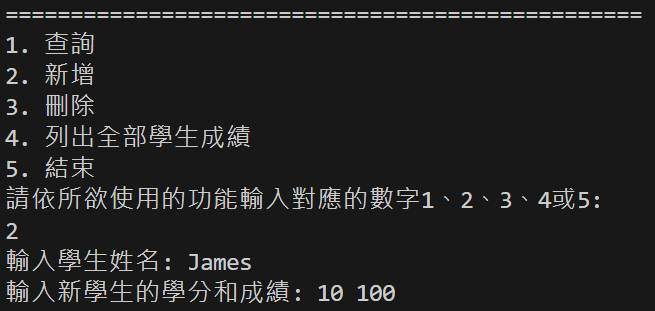 =================================================
1. 查詢
2. 新增
3. 刪除
4. 列出全部學生成績
5. 結束
請依所欲使用的功能輸入對應的數字1、2、3、4或5:
2
輸入學生姓名: James
輸入新學生的學分和成績: 10 100